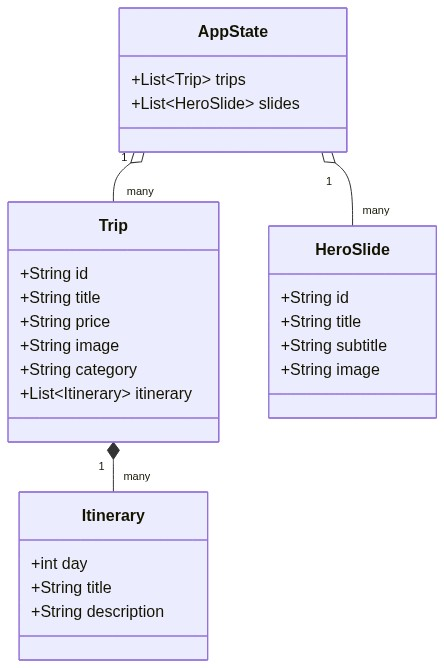 AppState
+List<Trip> trips
+List<HeroSlide> slides
1
many
1
many
Trip
+String id
+String title
+String price
+String image
+String category
+List<Itinerary> itinerary
HeroSlide
+String id
+String title
+String subtitle
+String image
1
many
Itinerary
+int day
+String title
+String description